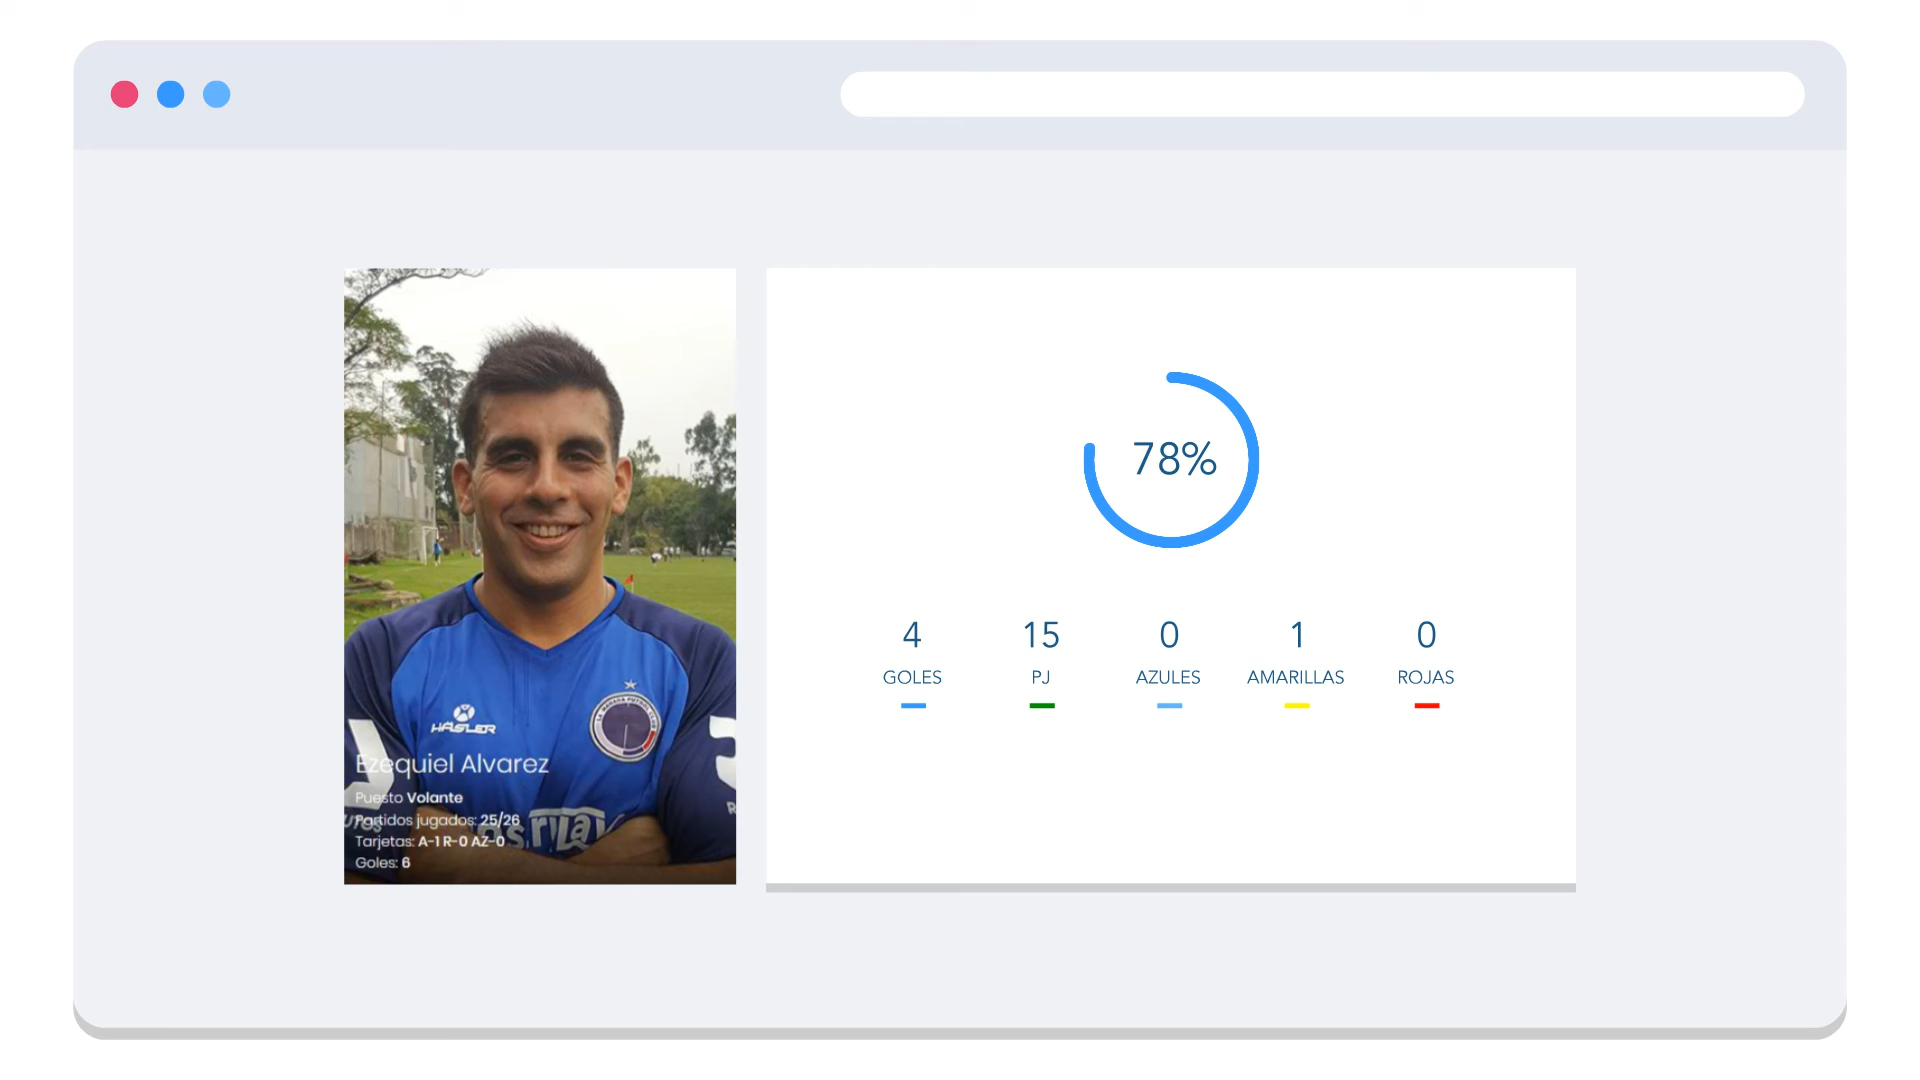 HÄSLER
Ezequiel Alvarez
Puesto Volante
Partidos jugados: 25/26
Tarjetas: A-1 R-0 AZ-0
Goles: 6
78%
4 15 0 1 0
GOLES PJ AZULES AMARILLAS ROJAS